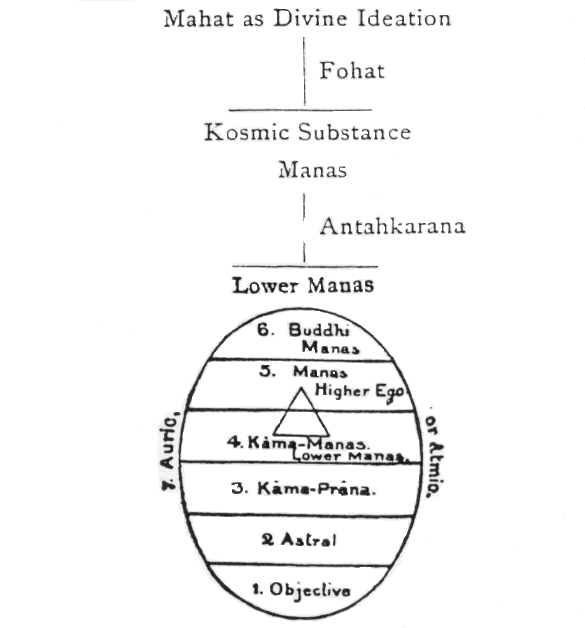 Mahat as Divine Ideation
Fohat
Kosmic Substance
Manas
Antahkarana
Lower Manas
6. Buddhi
Manas
5. Manas
Higher Ego
4. Kâma-Manas.
Lower Manas.
3. Kâma-Prâna.
2 Astral
1. Objective
7. Auric,
or Atmic.